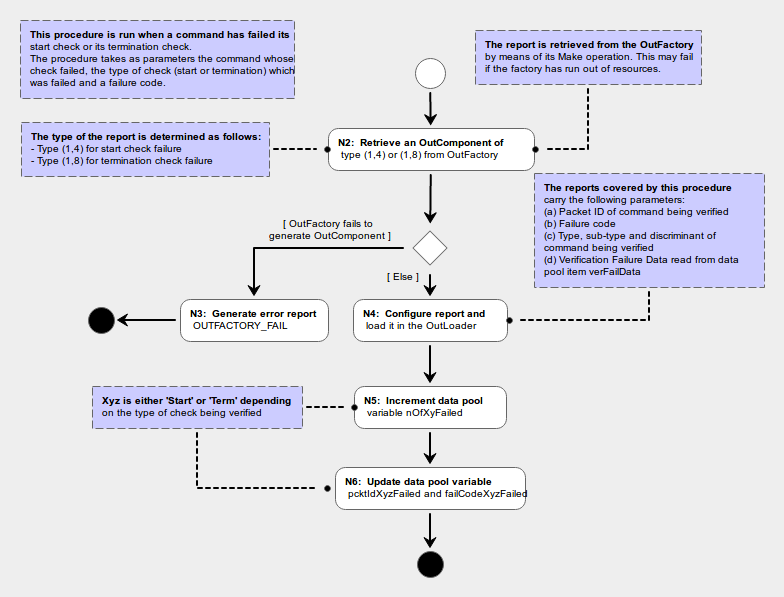 This procedure is run when a command has failed its
start check or its termination check.
The procedure takes as parameters the command whose
check failed, the type of check (start or termination) which
was failed and a failure code.
The report is retrieved from the OutFactory
by means of its Make operation. This may fail
if the factory has run out of resources.
The type of the report is determined as follows:
- Type (1,4) for start check failure
- Type (1,8) for termination check failure
N2: Retrieve an OutComponent of
type (1,4) or (1,8) from OutFactory
The reports covered by this procedure
carry the following parameters:
(a) Packet ID of command being verified
(b) Failure code
(c) Type, sub-type and discriminant of
command being verified
(d) Verification Failure Data read from data
pool item verFailData
[ OutFactory fails to
generate OutComponent ]
[ Else ]
N3: Generate error report
OUTFACTORY_FAIL
N4: Configure report and
load it in the OutLoader
Xyz is either 'Start' or 'Term' depending
on the type of check being verified
N5: Increment data pool
variable nOfXyFailed
N6: Update data pool variable
pcktIdXyzFailed and failCodeXyzFailed